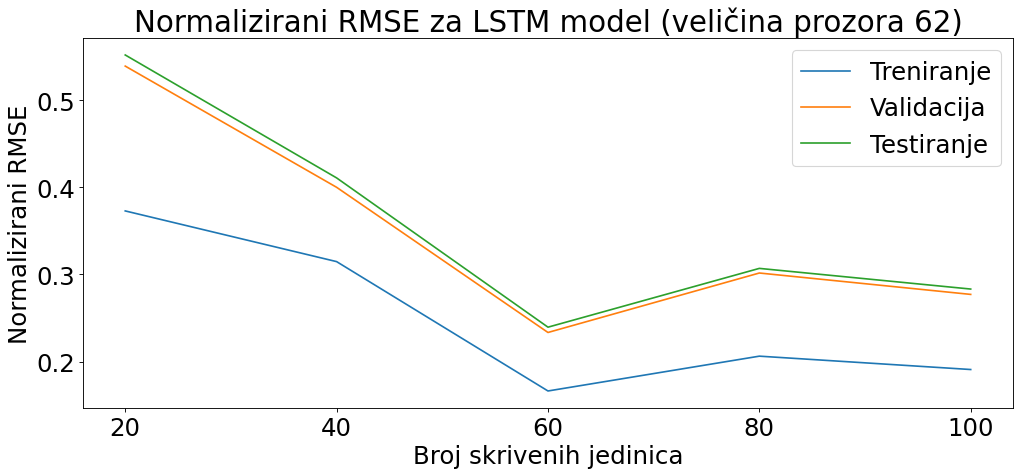 Normalizirani RMSE za LSTM model (veličina prozora 62)
Normalizirani RMSE
0.5
0.4
0.3
0.2
Treniranje
Validacija
Testiranje
20 40 60 80 100
Broj skrivenih jedinica